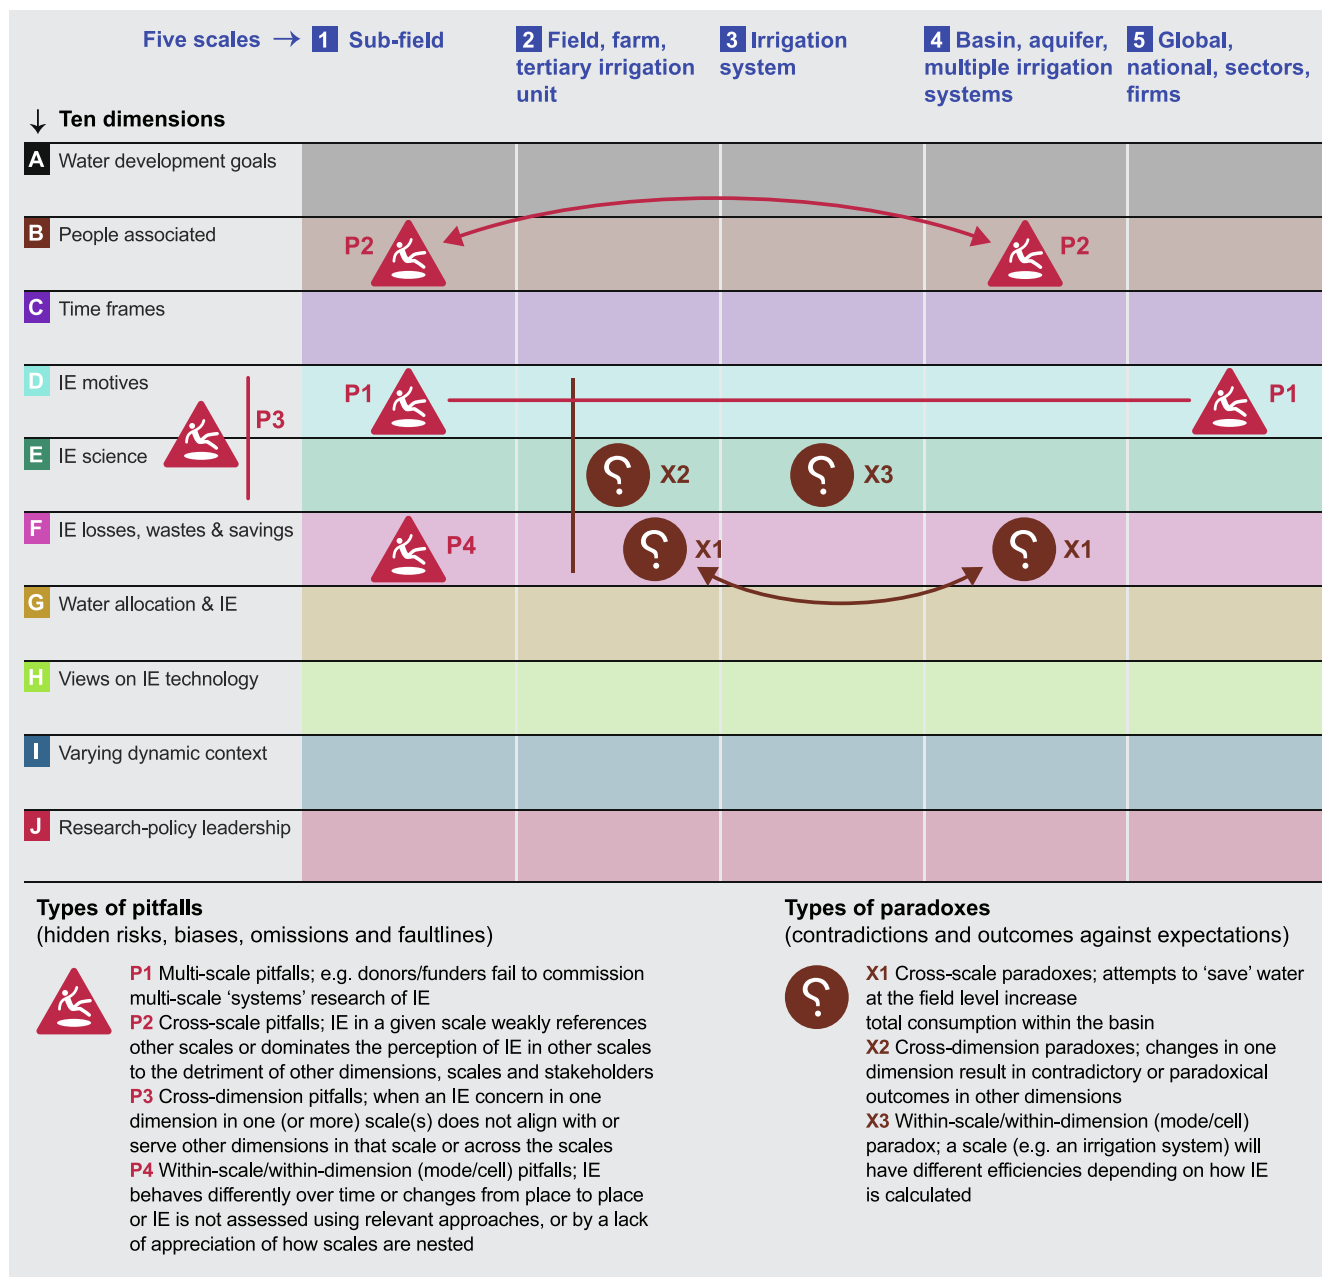 Five scales → 1 Sub-field
2 Field, farm,
tertiary irrigation
unit
3 Irrigation
system
4 Basin, aquifer,
multiple irrigation
systems
5 Global,
national, sectors,
firms
↓ Ten dimensions
A Water development goals
B People associated
P2
P2
C Time frames
D IE motives
P1
P1
P3
E IE science
X2
X3
F IE losses, wastes & savings
P4
X1
X1
G Water allocation & IE
H Views on IE technology
I Varying dynamic context
J Research-policy leadership
Types of pitfalls
(hidden risks, biases, omissions and faultlines)
P1 Multi-scale pitfalls; e.g. donors/funders fail to commission
multi-scale ‘systems’ research of IE
P2 Cross-scale pitfalls; IE in a given scale weakly references
other scales or dominates the perception of IE in other scales
to the detriment of other dimensions, scales and stakeholders
P3 Cross-dimension pitfalls; when an IE concern in one
dimension in one (or more) scale(s) does not align with or
serve other dimensions in that scale or across the scales
P4 Within-scale/within-dimension (mode/cell) pitfalls; IE
behaves differently over time or changes from place to place
or IE is not assessed using relevant approaches, or by a lack
of appreciation of how scales are nested
Types of paradoxes
(contradictions and outcomes against expectations)
X1 Cross-scale paradoxes; attempts to ‘save’ water
at the field level increase
total consumption within the basin
X2 Cross-dimension paradoxes; changes in one
dimension result in contradictory or paradoxical
outcomes in other dimensions
X3 Within-scale/within-dimension (mode/cell)
paradox; a scale (e.g. an irrigation system) will
have different efficiencies depending on how IE
is calculated